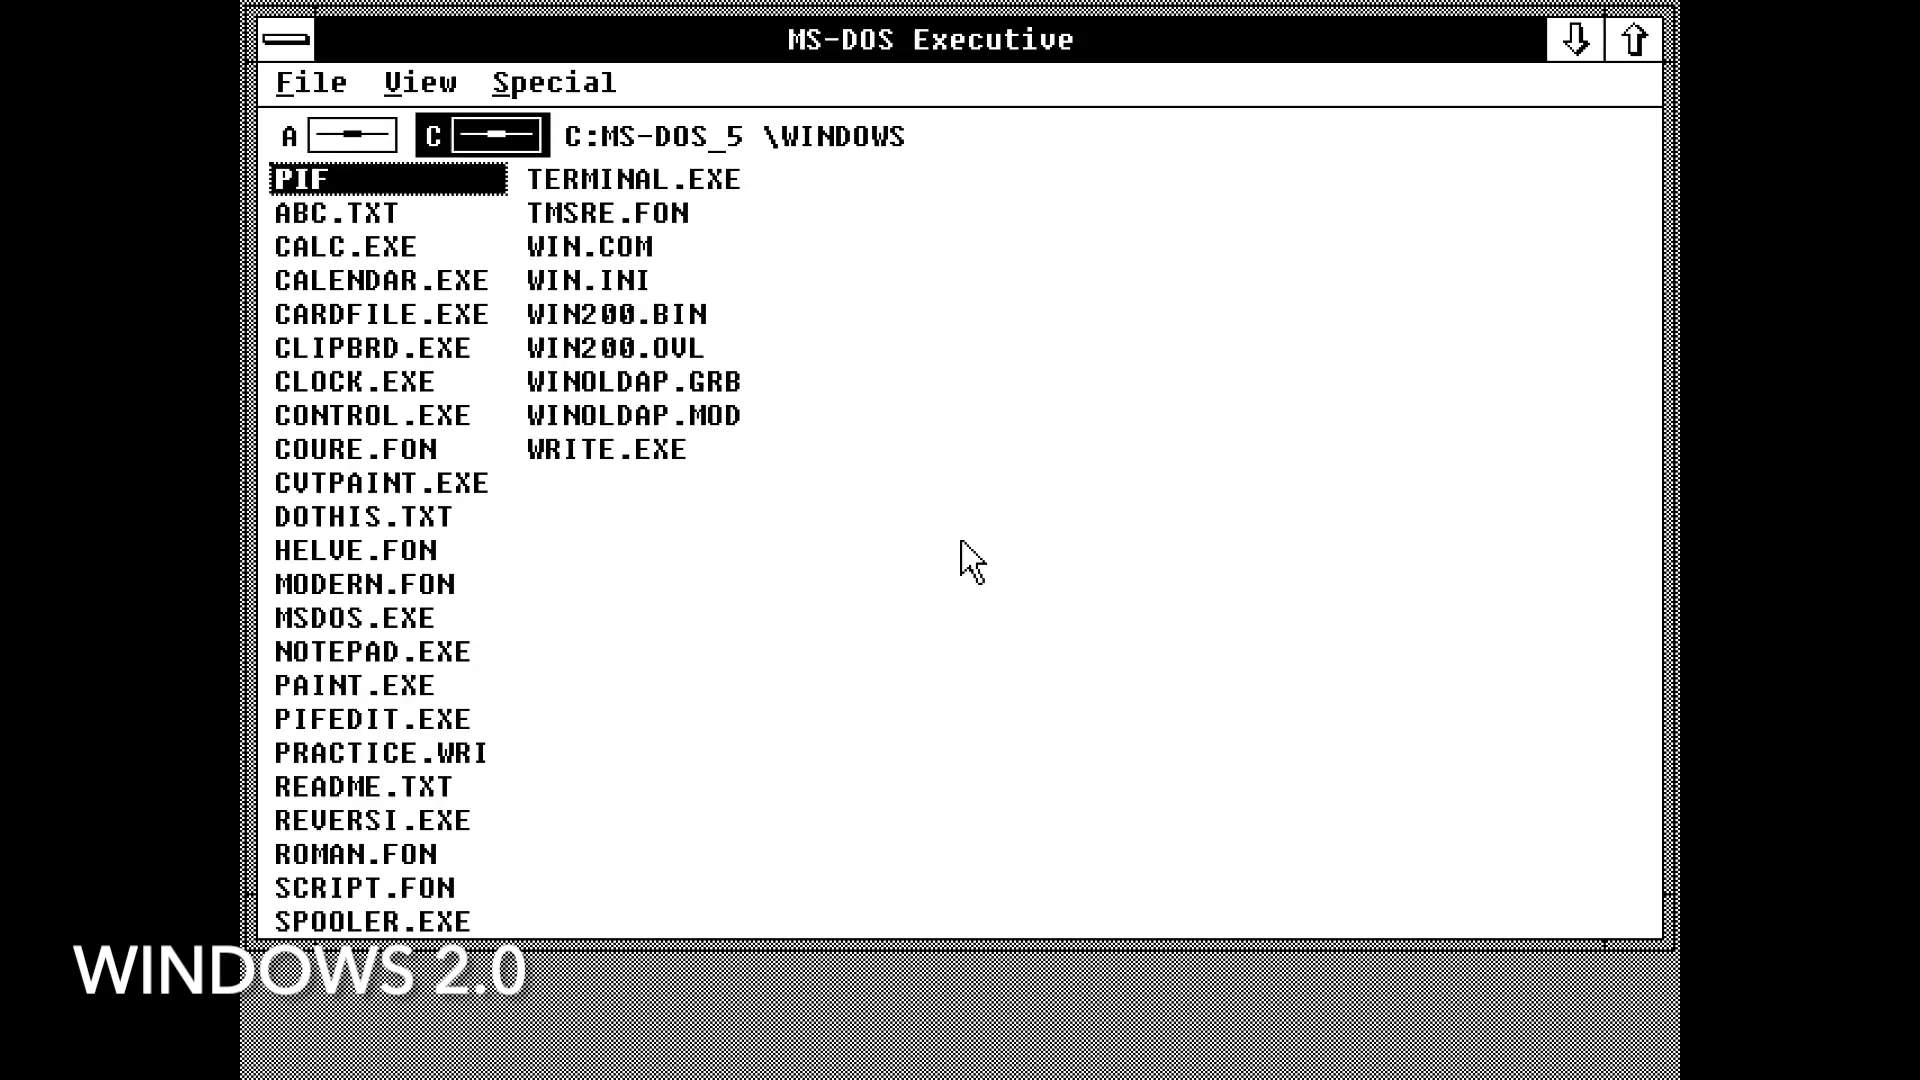 MS-DOS Executive
File View Special
A C C:MS-DOS_5 \WINDOWS
PIF
ABC.TXT
CALC.EXE
CALENDAR.EXE
CARDFILE.EXE
CLIPBRD.EXE
CLOCK.EXE
CONTROL.EXE
COURE.FON
CVTPAINT.EXE
DOTHIS.TXT
HELVE.FON
MODERN.FON
MSDOS.EXE
NOTEPAD.EXE
PAINT.EXE
PIFEDIT.EXE
PRACTICE.WRI
README.TXT
REVERSI.EXE
ROMAN.FON
SCRIPT.FON
SPOOLER.EXE
TERMINAL.EXE
TMSRE.FON
WIN.COM
WIN.INI
WIN200.BIN
WIN200.OVL
WINOLDAP.GRB
WINOLDAP.MOD
WRITE.EXE
WINDOWS 2.0